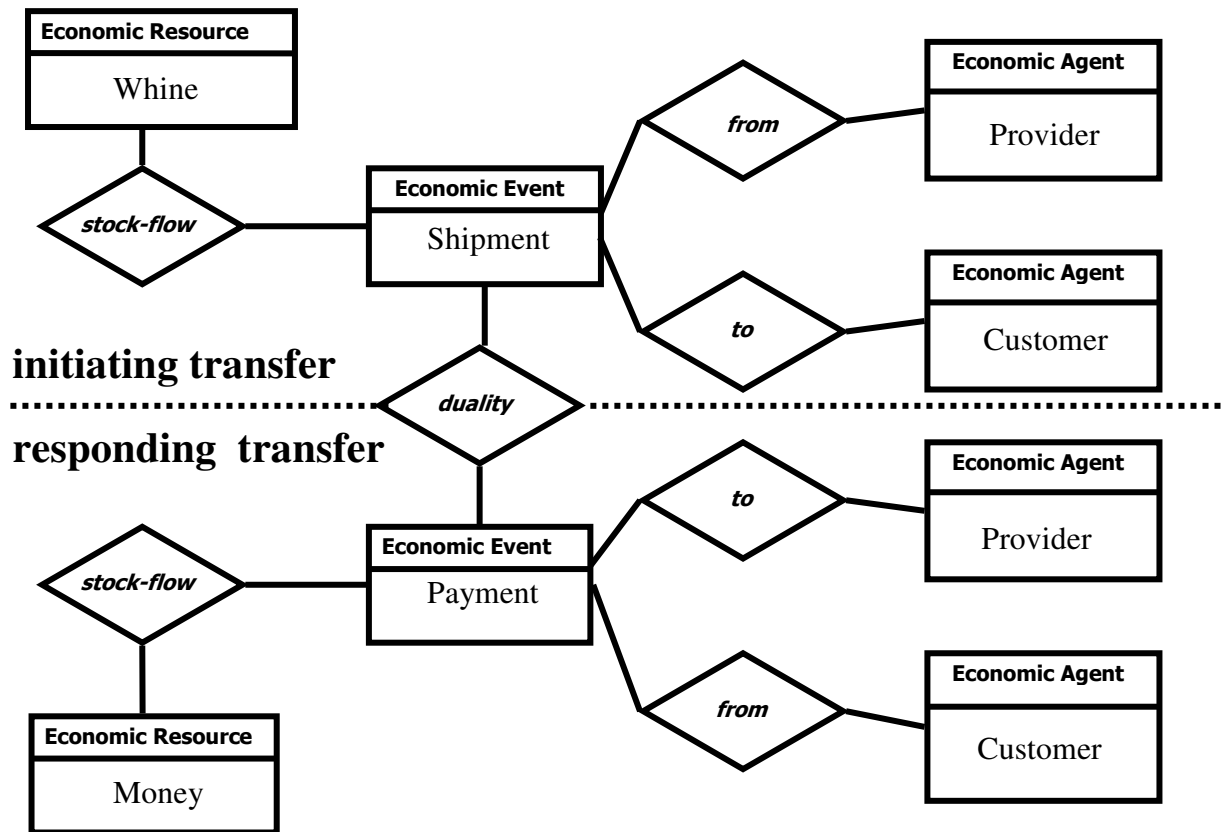 Economic Resource
Whine
stock-flow
Economic Event
Shipment
from
Economic Agent
Provider
to
Economic Agent
Customer
initiating transfer
duality
responding transfer
stock-flow
Economic Resource
Money
Economic Event
Payment
to
Economic Agent
Provider
from
Economic Agent
Customer